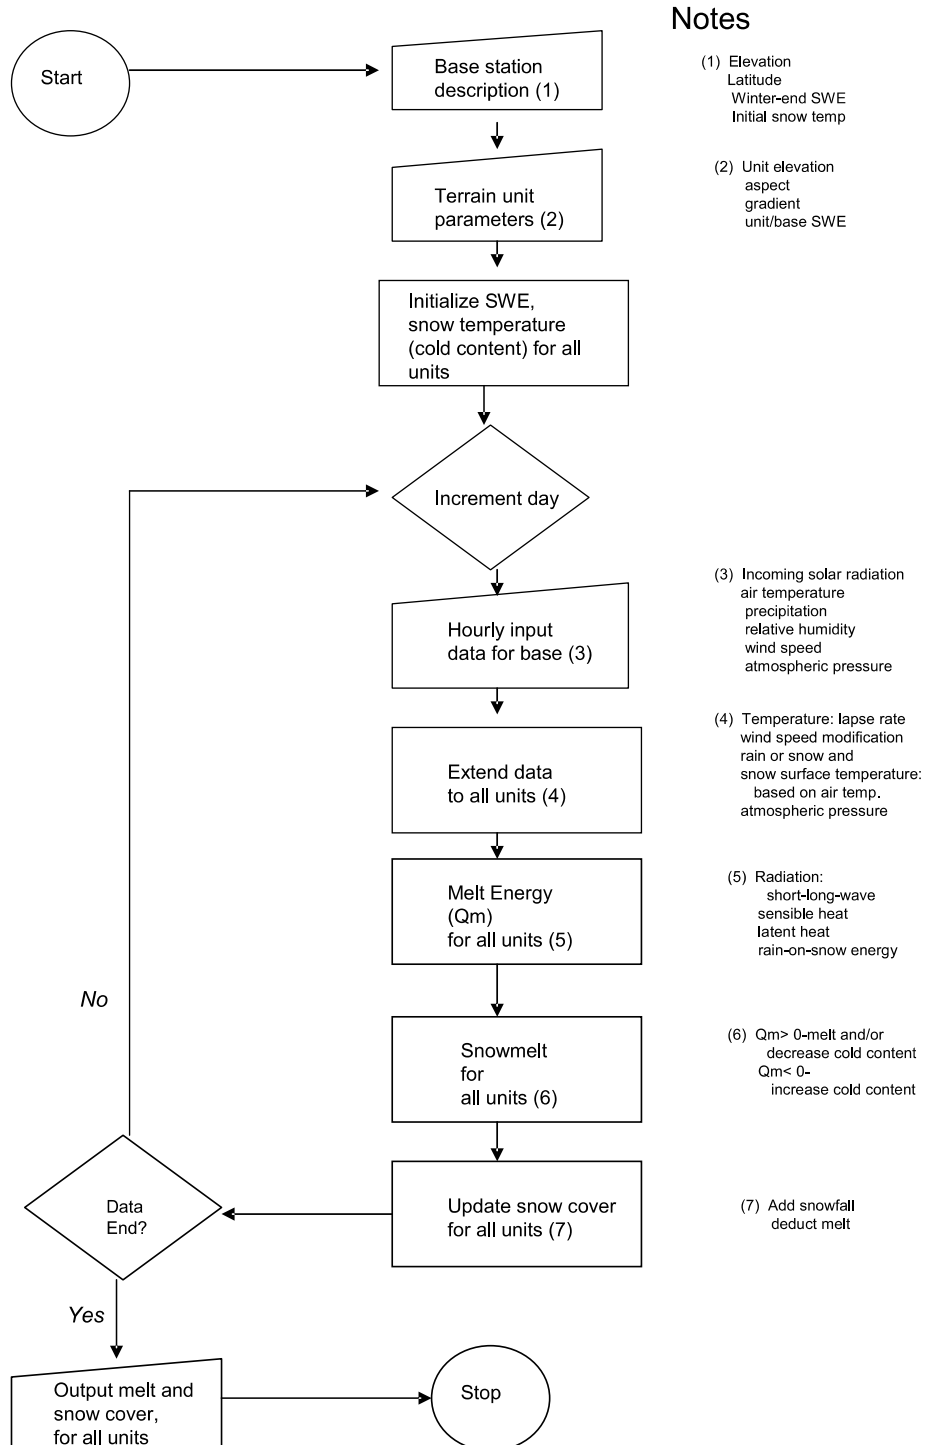 Notes
Start
Base station
description (1)
(1) Elevation
Latitude
Winter-end SWE
Initial snow temp
Terrain unit
parameters (2)
(2) Unit elevation
aspect
gradient
unit/base SWE
Initialize SWE,
snow temperature
(cold content) for all
units
Increment day
Hourly input
data for base (3)
(3) Incoming solar radiation
air temperature
precipitation
relative humidity
wind speed
atmospheric pressure
Extend data
to all units (4)
(4) Temperature: lapse rate
wind speed modification
rain or snow and
snow surface temperature:
based on air temp.
atmospheric pressure
Melt Energy
(Qm)
for all units (5)
(5) Radiation:
short-long-wave
sensible heat
latent heat
rain-on-snow energy
No
Snowmelt
for
all units (6)
(6) Qm> 0-melt and/or
decrease cold content
Qm< 0-
increase cold content
Data
End?
Update snow cover
for all units (7)
(7) Add snowfall
deduct melt
Yes
Output melt and
snow cover,
for all units
Stop